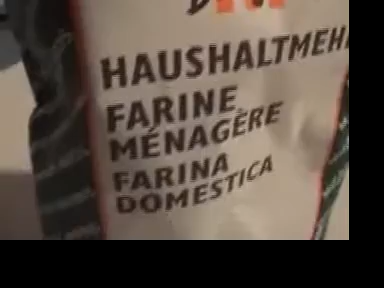 HAUSHALTMEH
FARINE
MÉNAGÈRE
FARINA
DOMESTICA